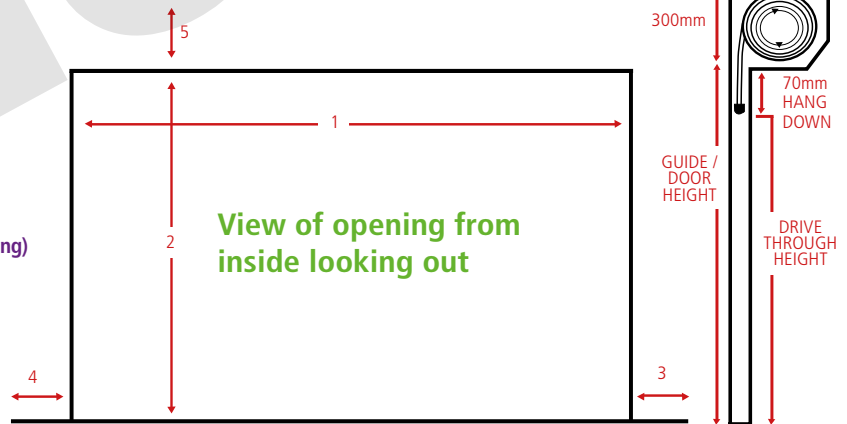 5
1
2
View of opening from
inside looking out
ng)
4
3
300mm
70mm
HANG
DOWN
GUIDE /
DOOR
HEIGHT
DRIVE
THROUGH
HEIGHT